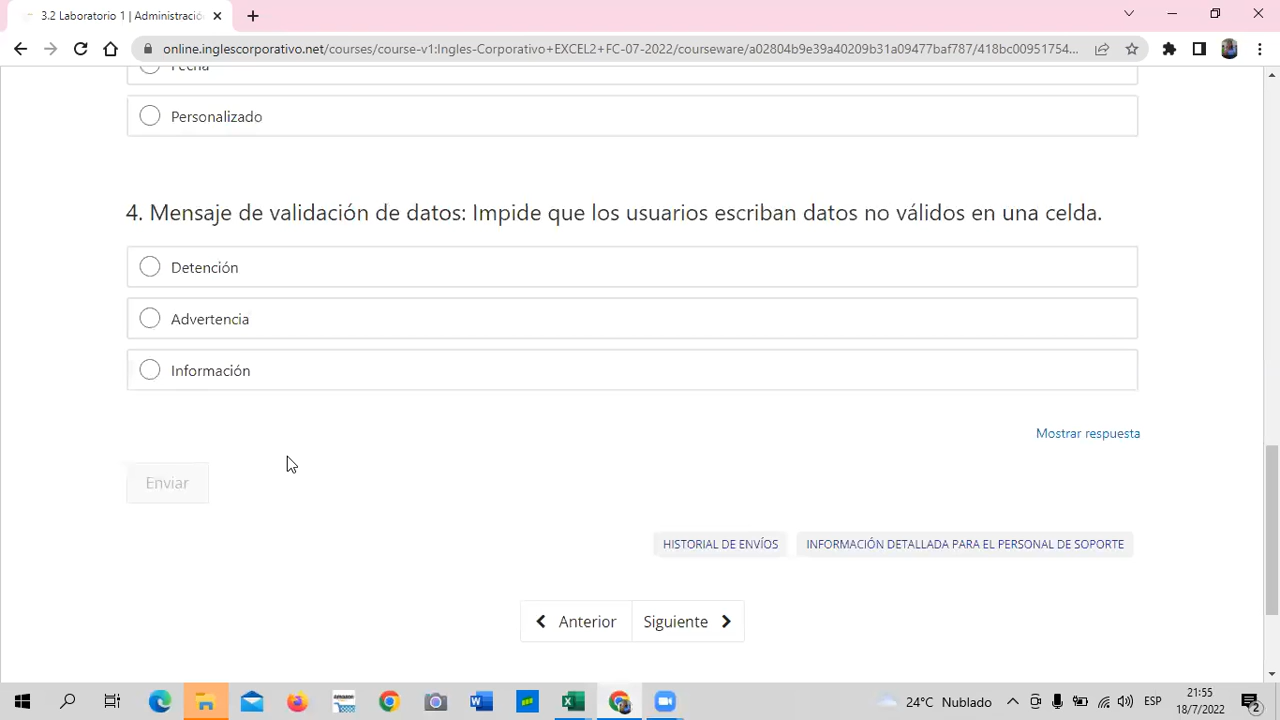 3.2 Laboratorio 1 | Administració
online.inglescorporativo.net/courses/course-v1:Ingles-Corporativo+EXCEL2+FC-07-2022/courseware/a02804b9e39a40209b31a09477baf787/418bc00951754...
Fecha
Personalizado
4. Mensaje de validación de datos: Impide que los usuarios escriban datos no válidos en una celda.
Detención
Advertencia
Información
Mostrar respuesta
Enviar
HISTORIAL DE ENVÍOS
INFORMACIÓN DETALLADA PARA EL PERSONAL DE SOPORTE
Anterior
Siguiente
24°C Nublado
ESP
21:55
18/7/2022
2